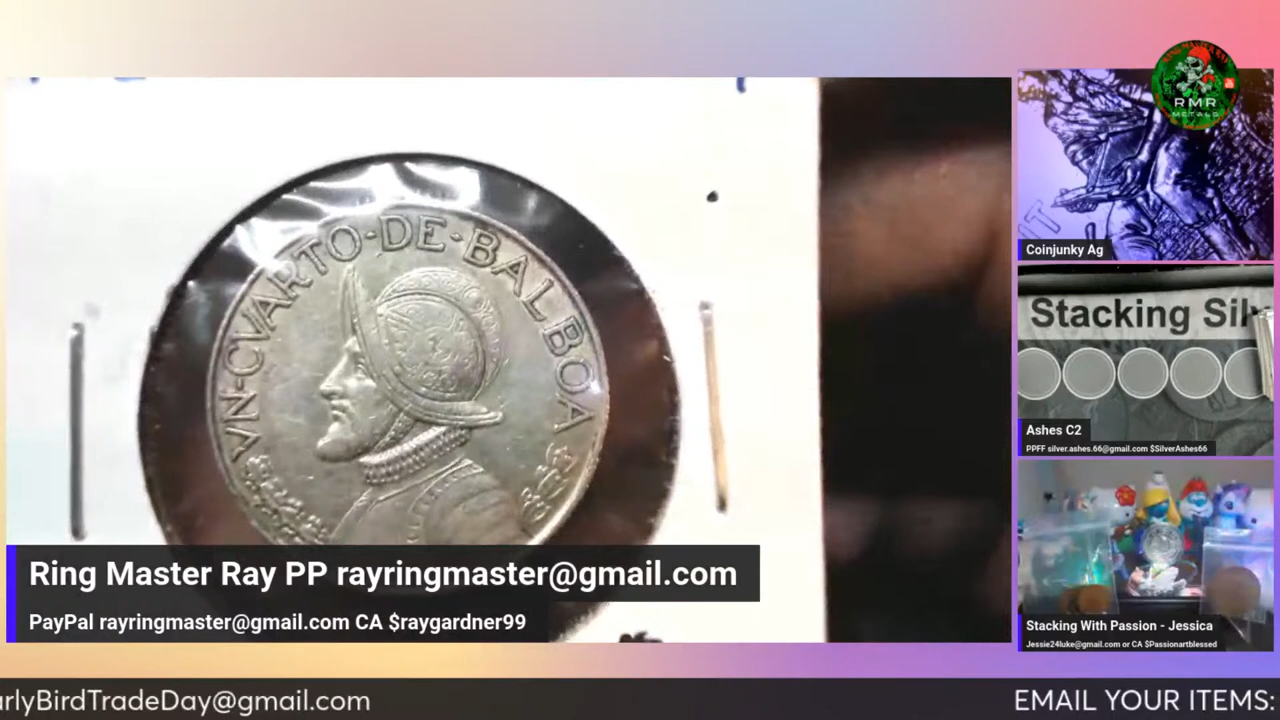 VN·CVARTO·DE·BALBOA
Ring Master Ray PP rayringmaster@gmail.com
PayPal rayringmaster@gmail.com CA $raygardner99
RMR
METALS
Coinjunky Ag
Stacking Sil
Ashes C2
PPFF silver.ashes.66@gmail.com $SilverAshes66
Stacking With Passion - Jessica
Jessie24luke@gmail.com or CA $Passionartblessed
arlyBirdTradeDay@gmail.com
EMAIL YOUR ITEMS: